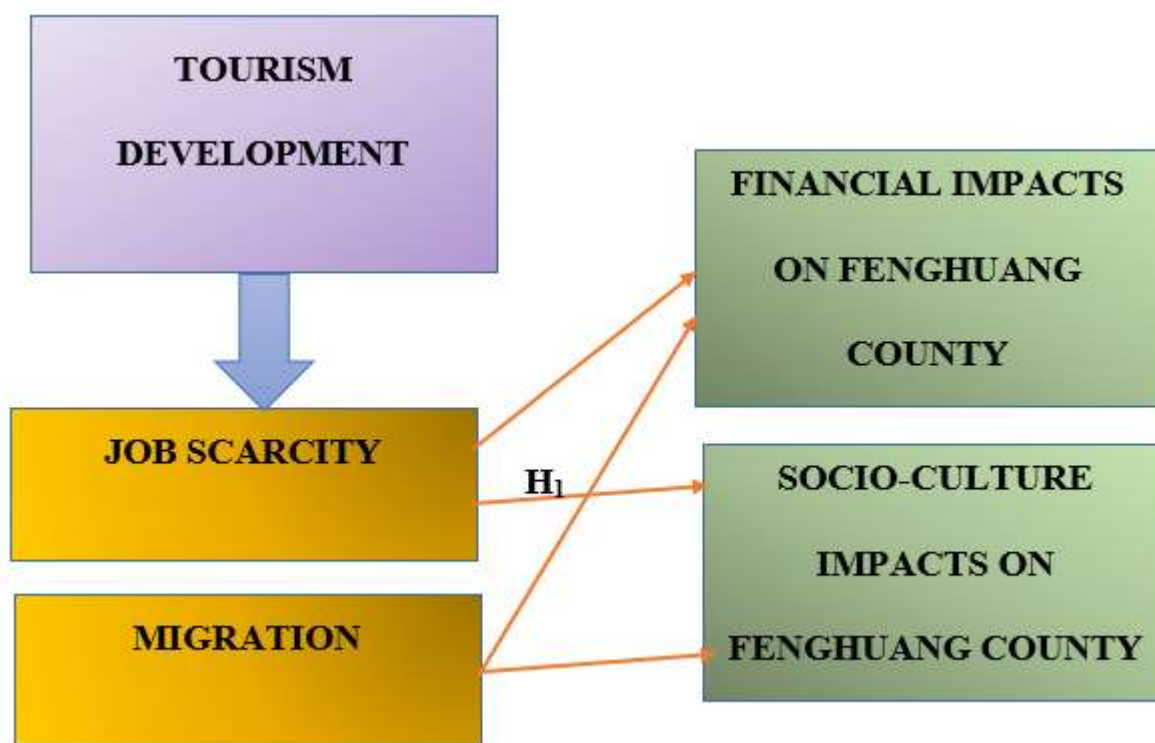 TOURISM
DEVELOPMENT
FINANCIAL IMPACTS
ON FENGHUANG
COUNTY
JOB SCARCITY
H₁
SOCIO-CULTURE
IMPACTS ON
FENGHUANG COUNTY
MIGRATION